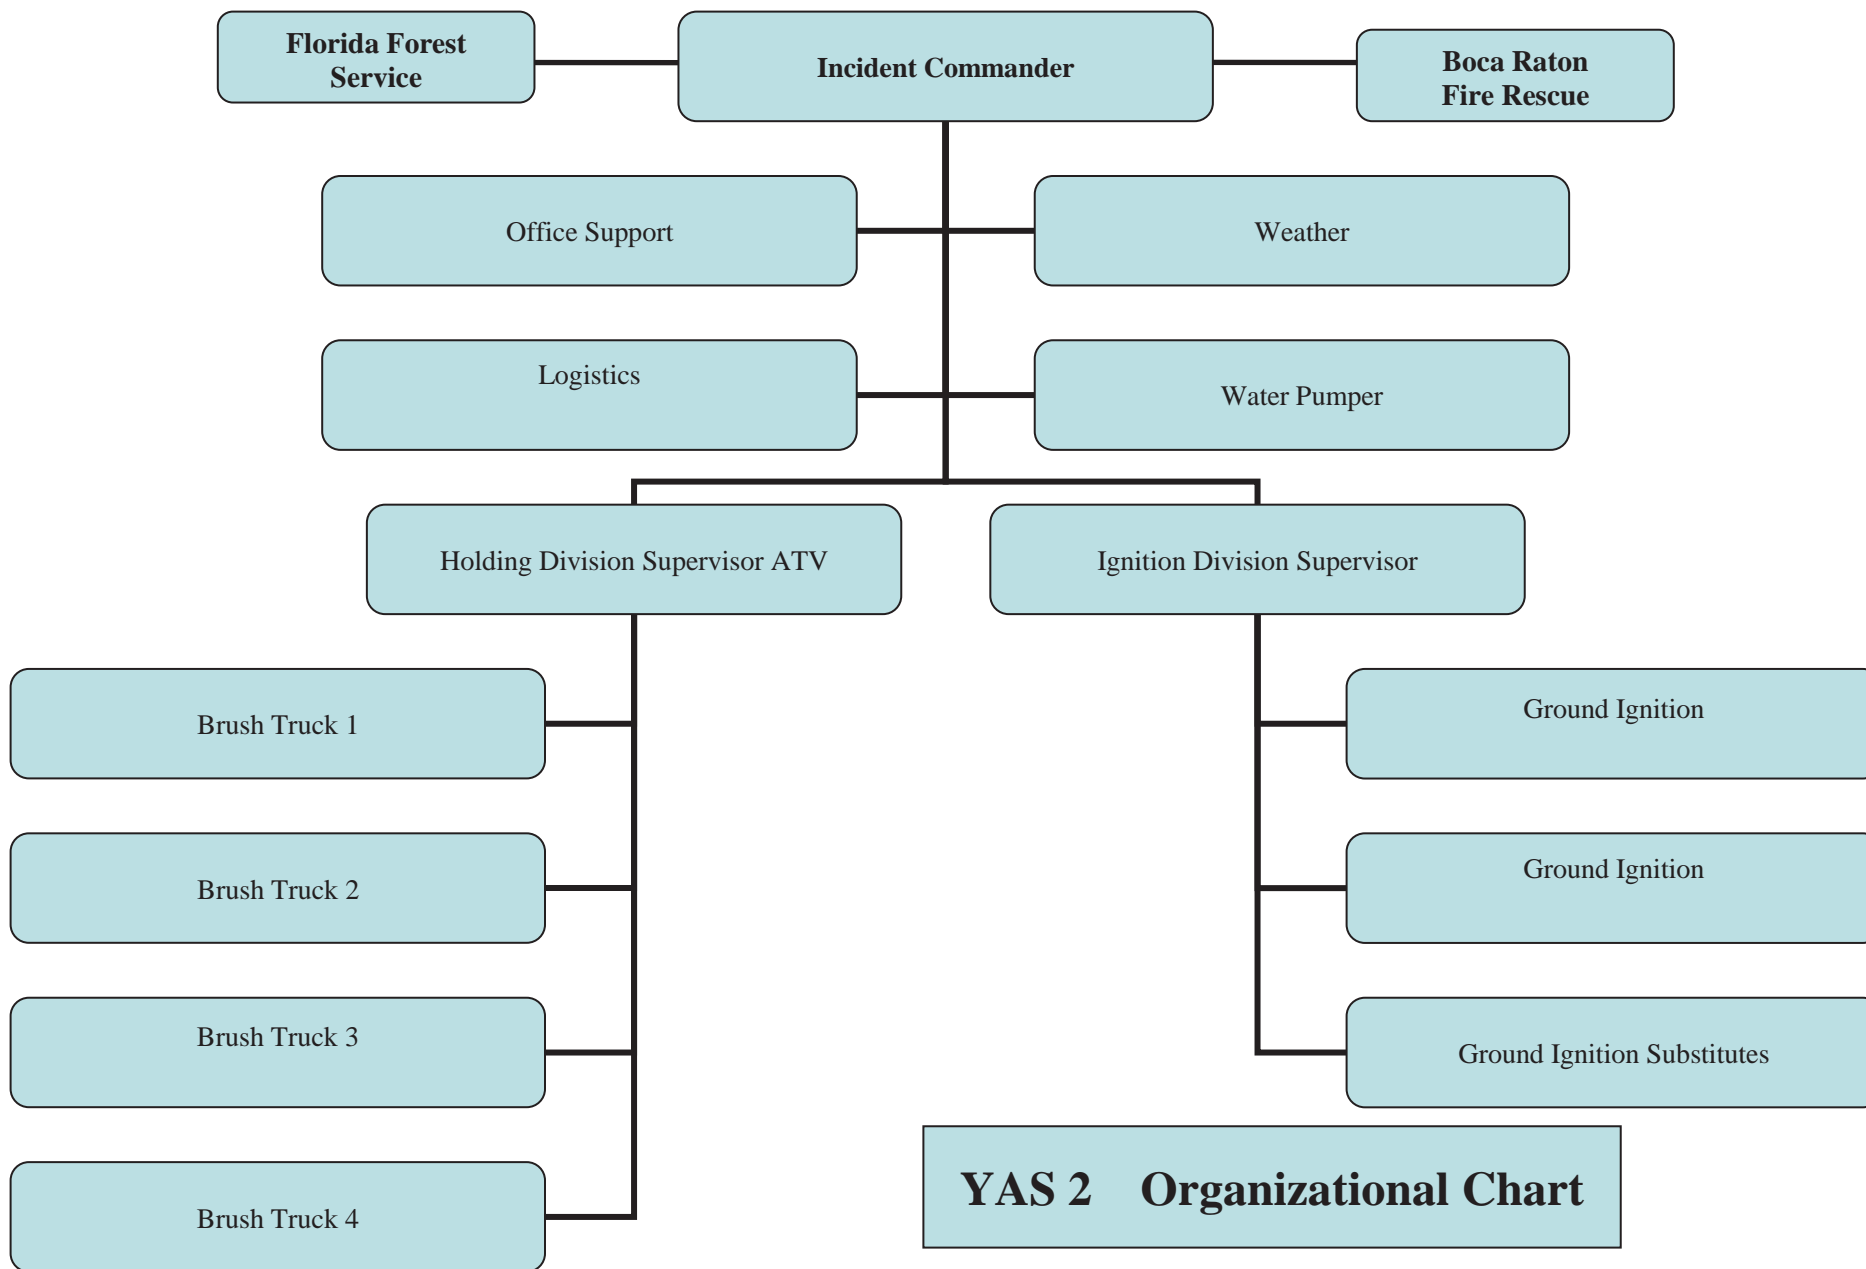 Florida Forest
Service
Incident Commander
Boca Raton
Fire Rescue
Office Support
Weather
Logistics
Water Pumper
Holding Division Supervisor ATV
Ignition Division Supervisor
Brush Truck 1
Ground Ignition
Brush Truck 2
Ground Ignition
Brush Truck 3
Ground Ignition Substitutes
Brush Truck 4
YAS 2 Organizational Chart